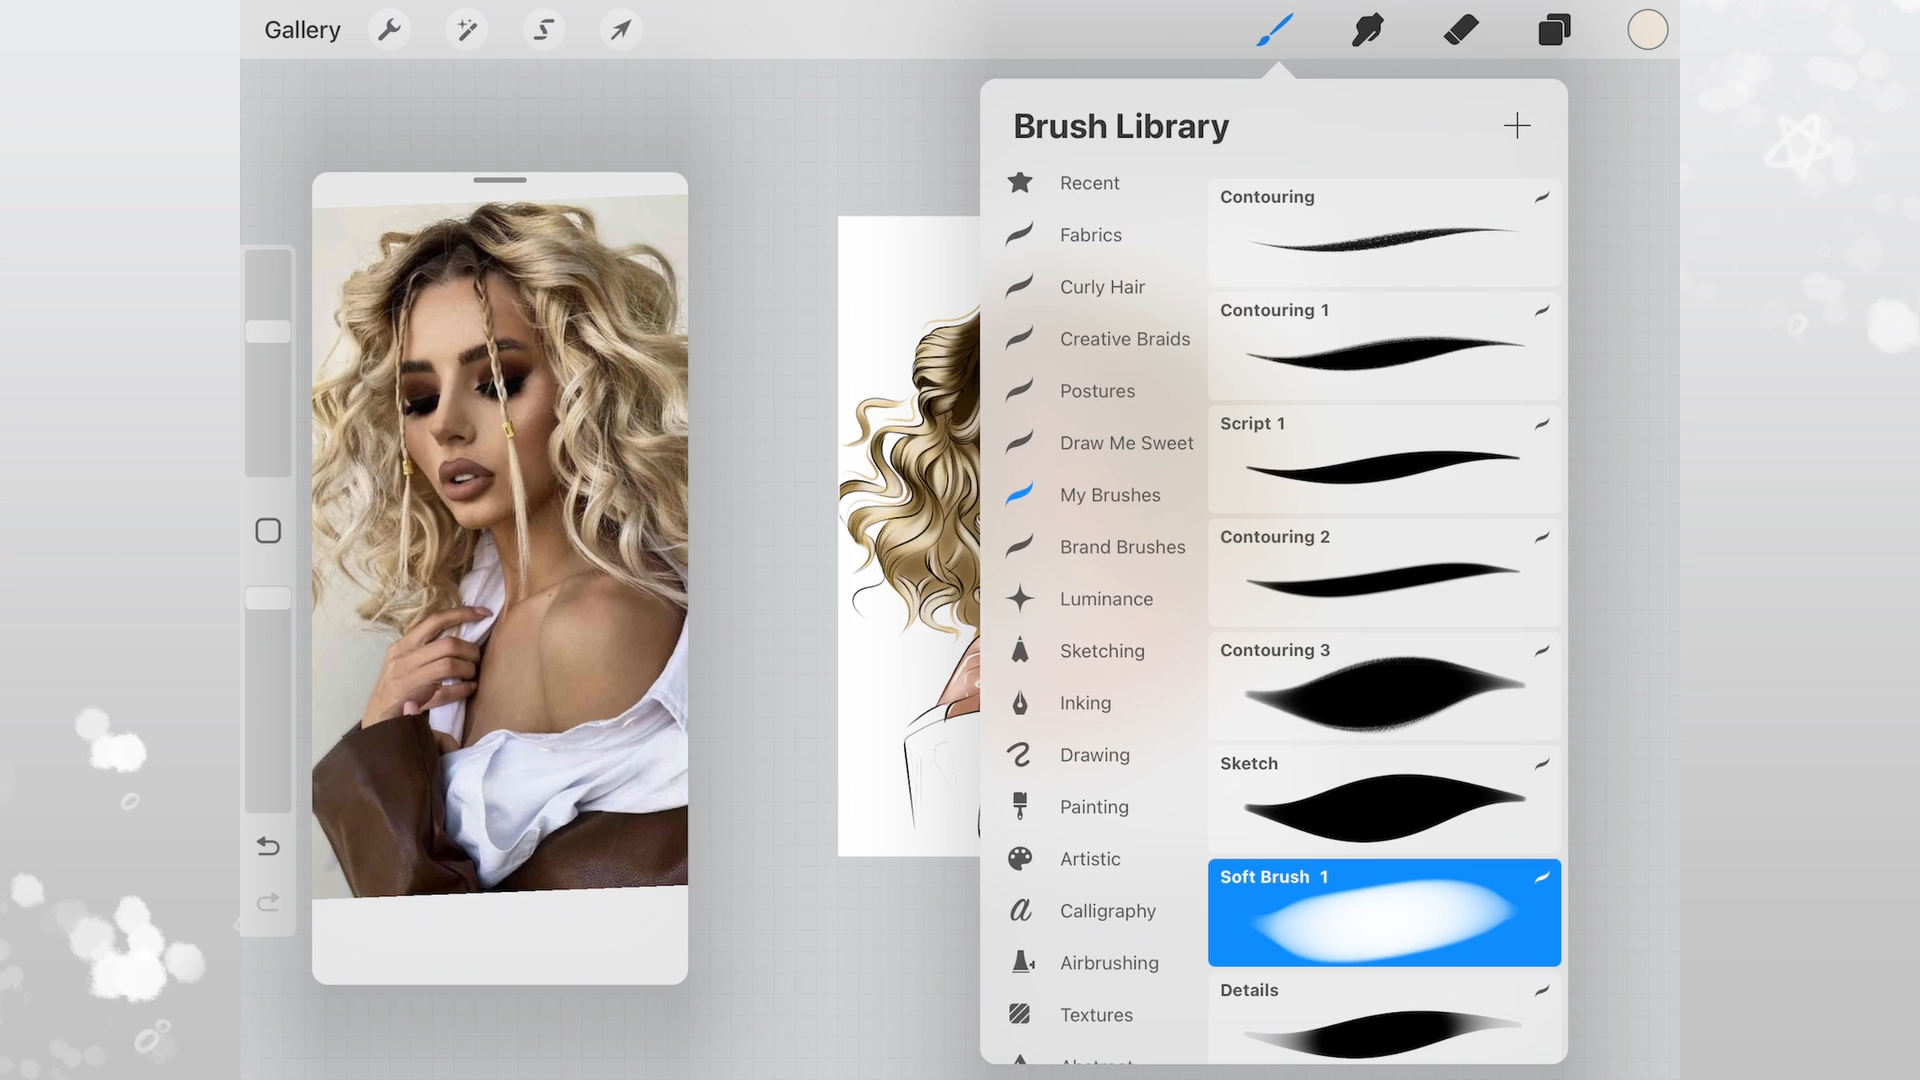 Gallery
Brush Library
Recent
Fabrics
Curly Hair
Creative Braids
Postures
Draw Me Sweet
My Brushes
Brand Brushes
Luminance
Sketching
Inking
Drawing
Painting
Artistic
Calligraphy
Airbrushing
Textures
Abstract
Contouring
Contouring 1
Script 1
Contouring 2
Contouring 3
Sketch
Soft Brush 1
Details